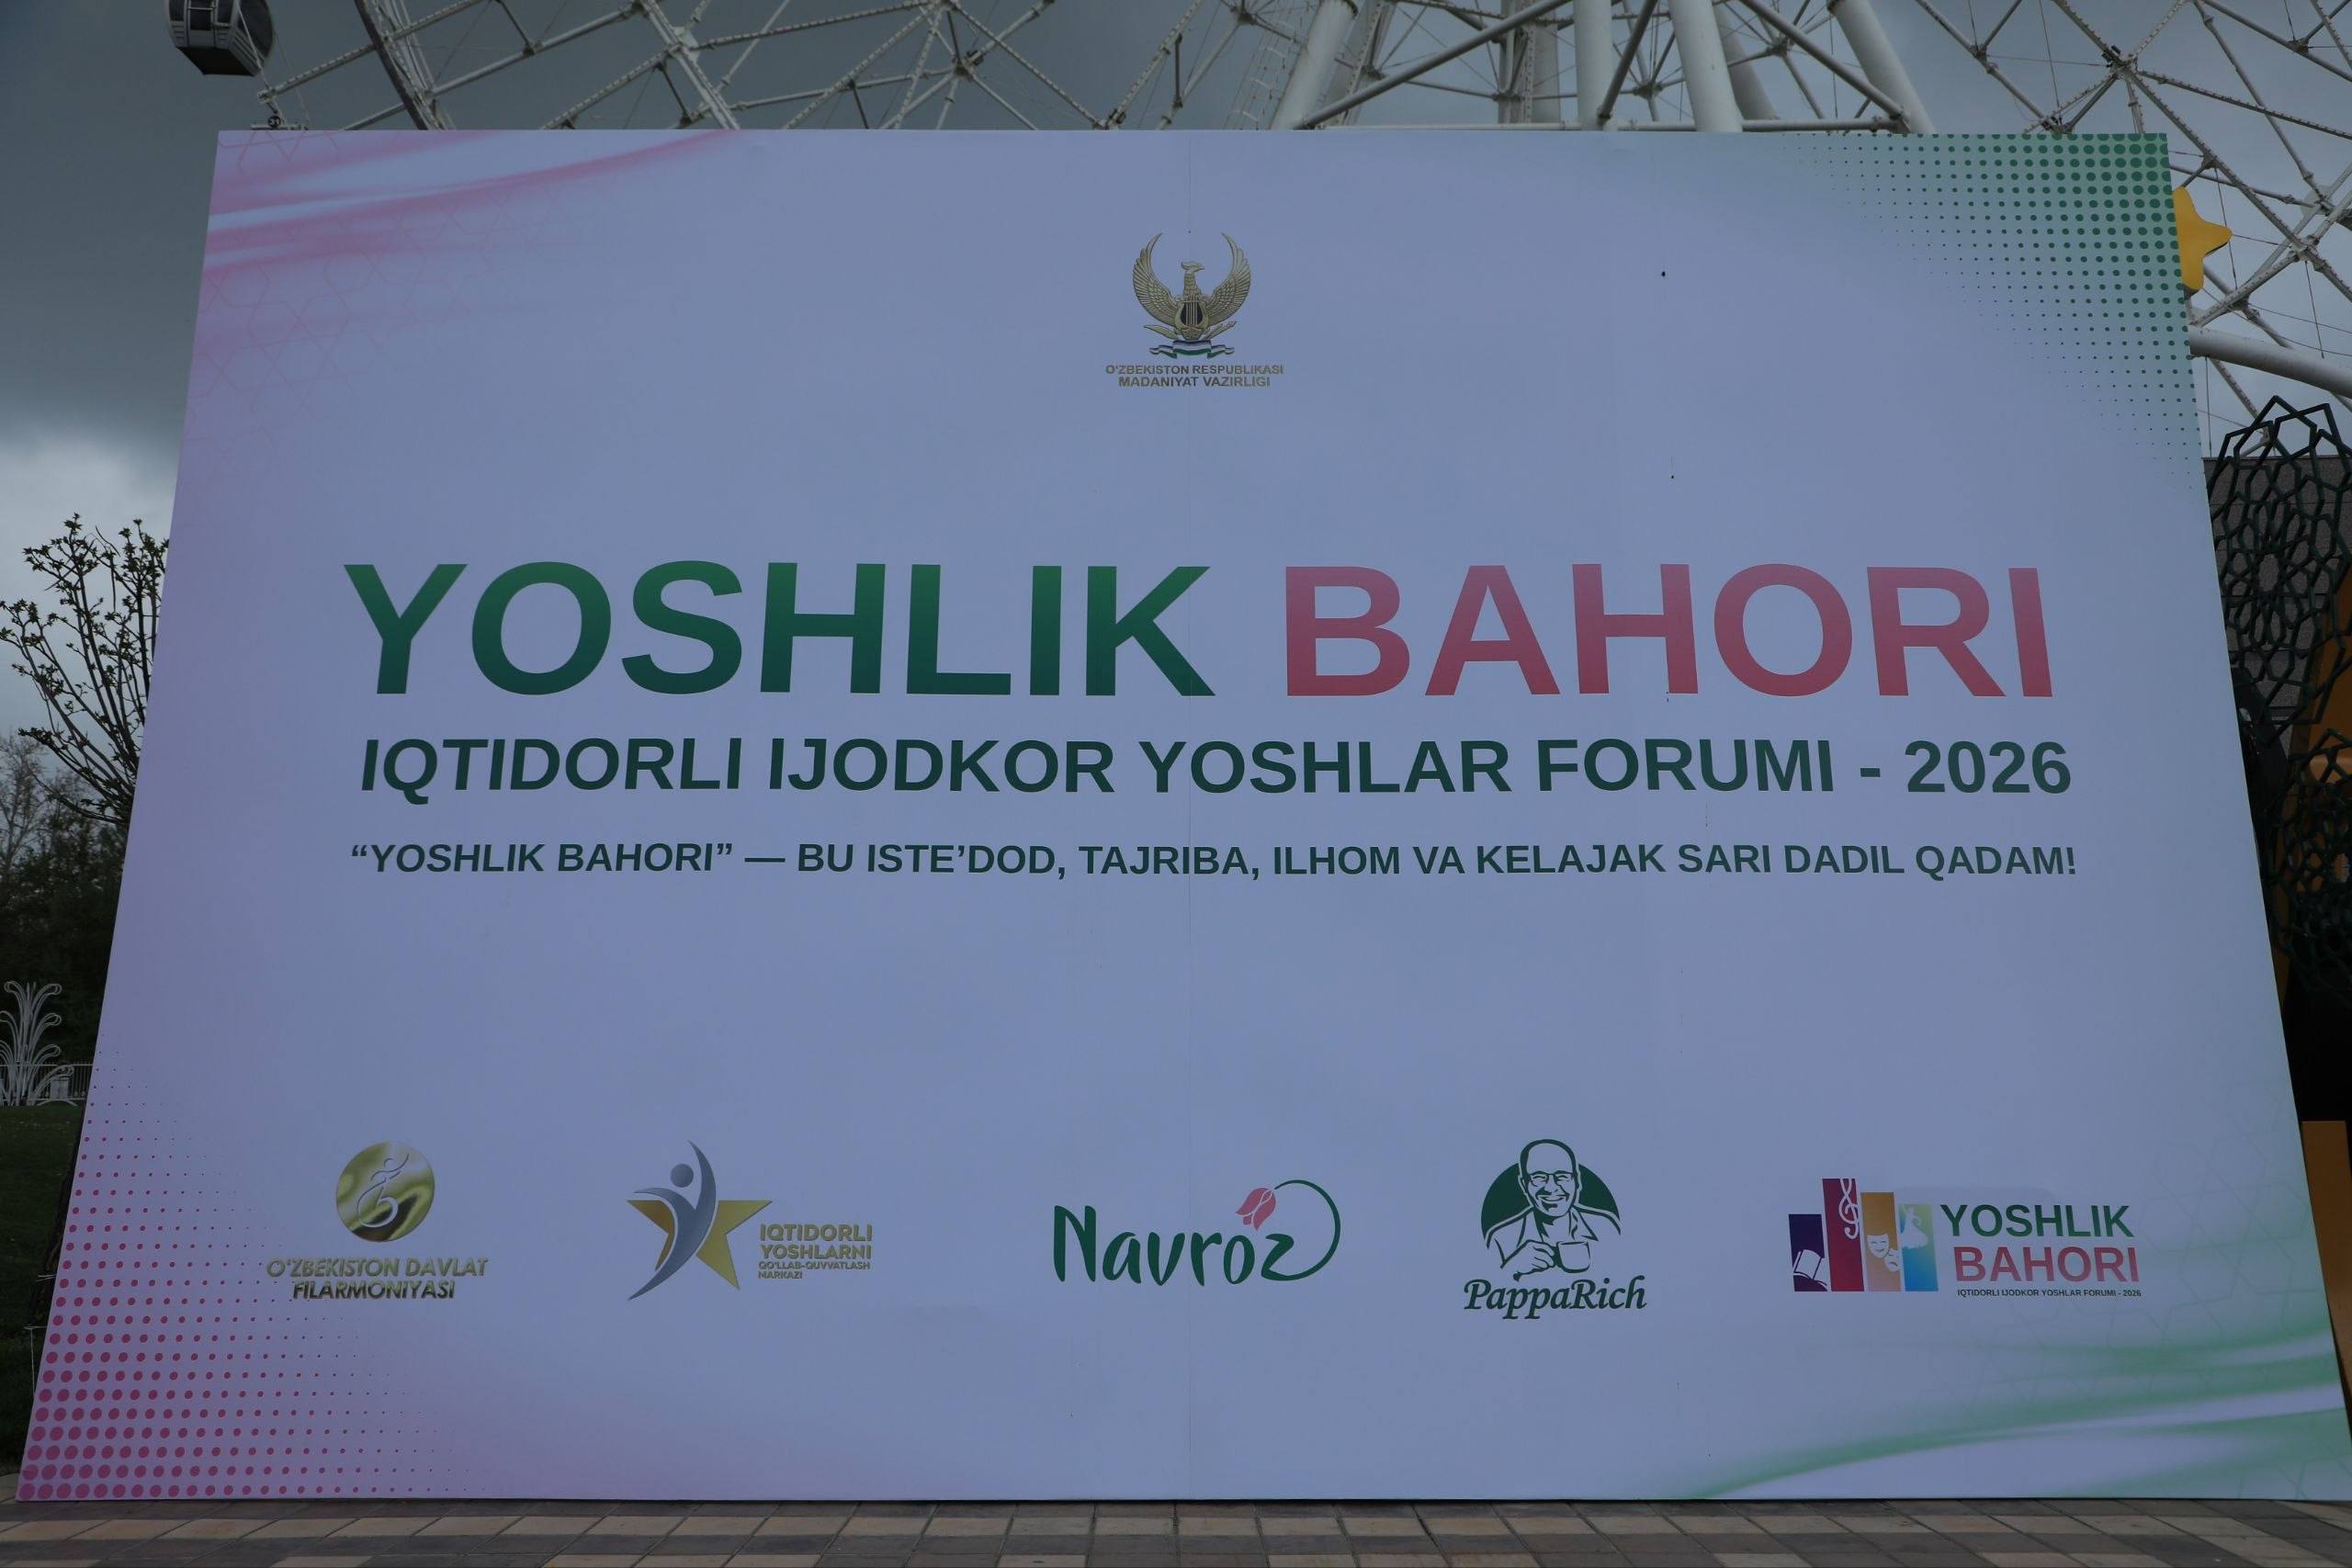 O'ZBEKISTON RESPUBLIKASI
MADANIYAT VAZIRLIGI
YOSHLIK BAHORI
IQTIDORLI IJODKOR YOSHLAR FORUMI - 2026
“YOSHLIK BAHORI” — BU ISTE’DOD, TAJRIBA, ILHOM VA KELAJAK SARI DADIL QADAM!
O'ZBEKISTON DAVLAT
FILARMONIYASI
IQTIDORLI
YOSHLARNI
QO'LLAB-QUVVATLASH
MARKAZI
Navroz
PappaRich
YOSHLIK
BAHORI
IQTIDORLI IJODKOR YOSHLAR FORUMI - 2026